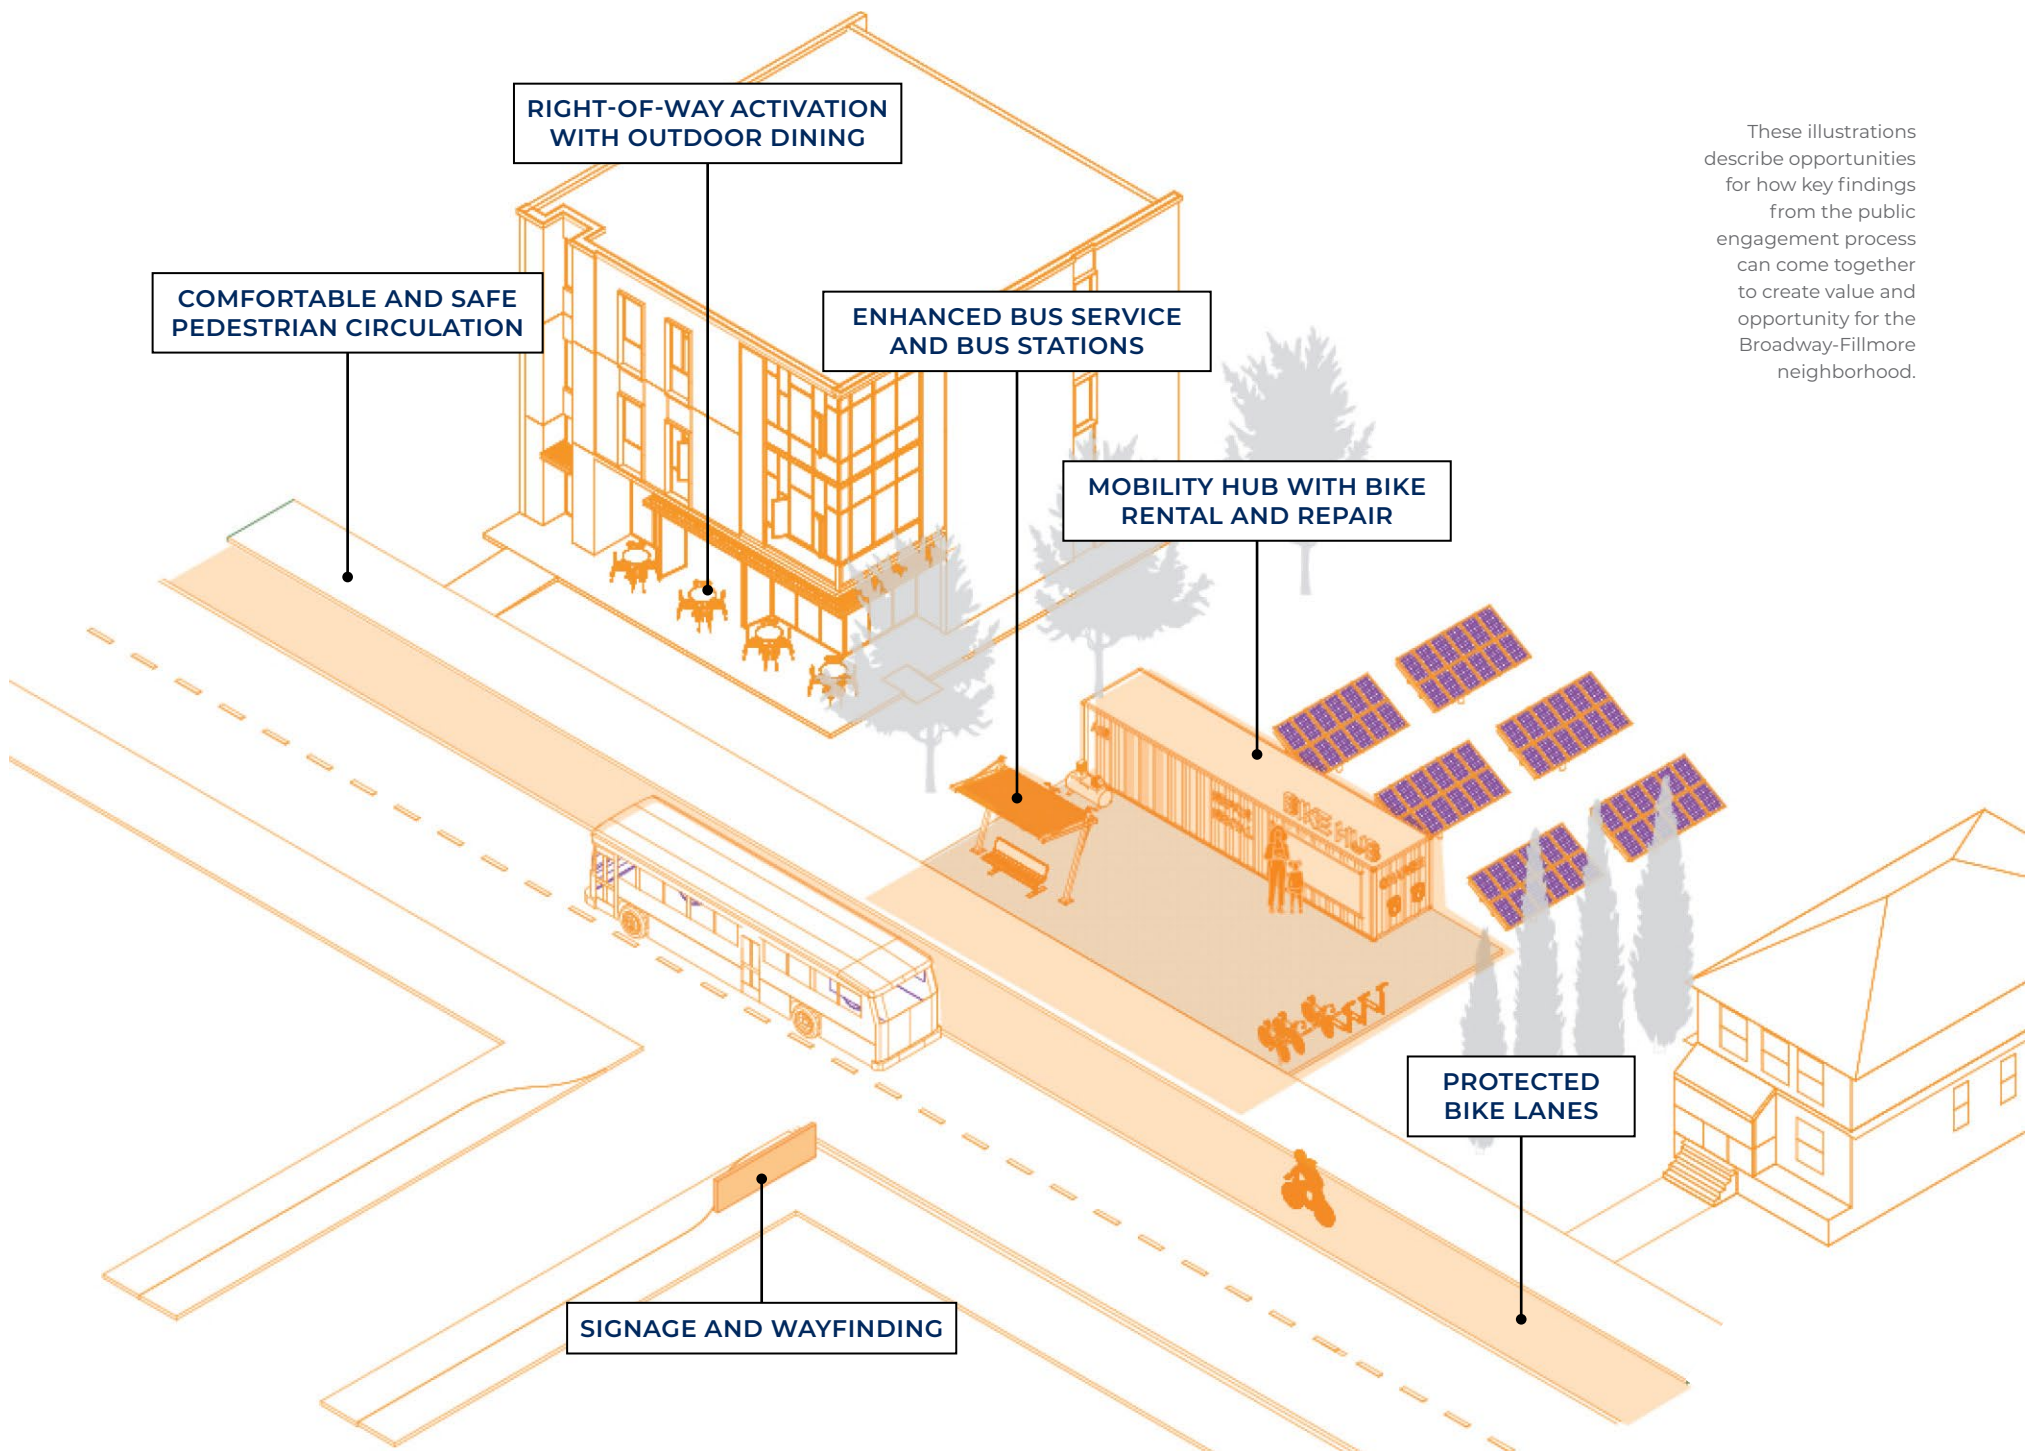 RIGHT-OF-WAY ACTIVATION
WITH OUTDOOR DINING
These illustrations
describe opportunities
for how key findings
from the public
engagement process
can come together
to create value and
opportunity for the
Broadway-Fillmore
neighborhood.
COMFORTABLE AND SAFE
PEDESTRIAN CIRCULATION
ENHANCED BUS SERVICE
AND BUS STATIONS
MOBILITY HUB WITH BIKE
RENTAL AND REPAIR
BIKE HUB
PROTECTED
BIKE LANES
SIGNAGE AND WAYFINDING